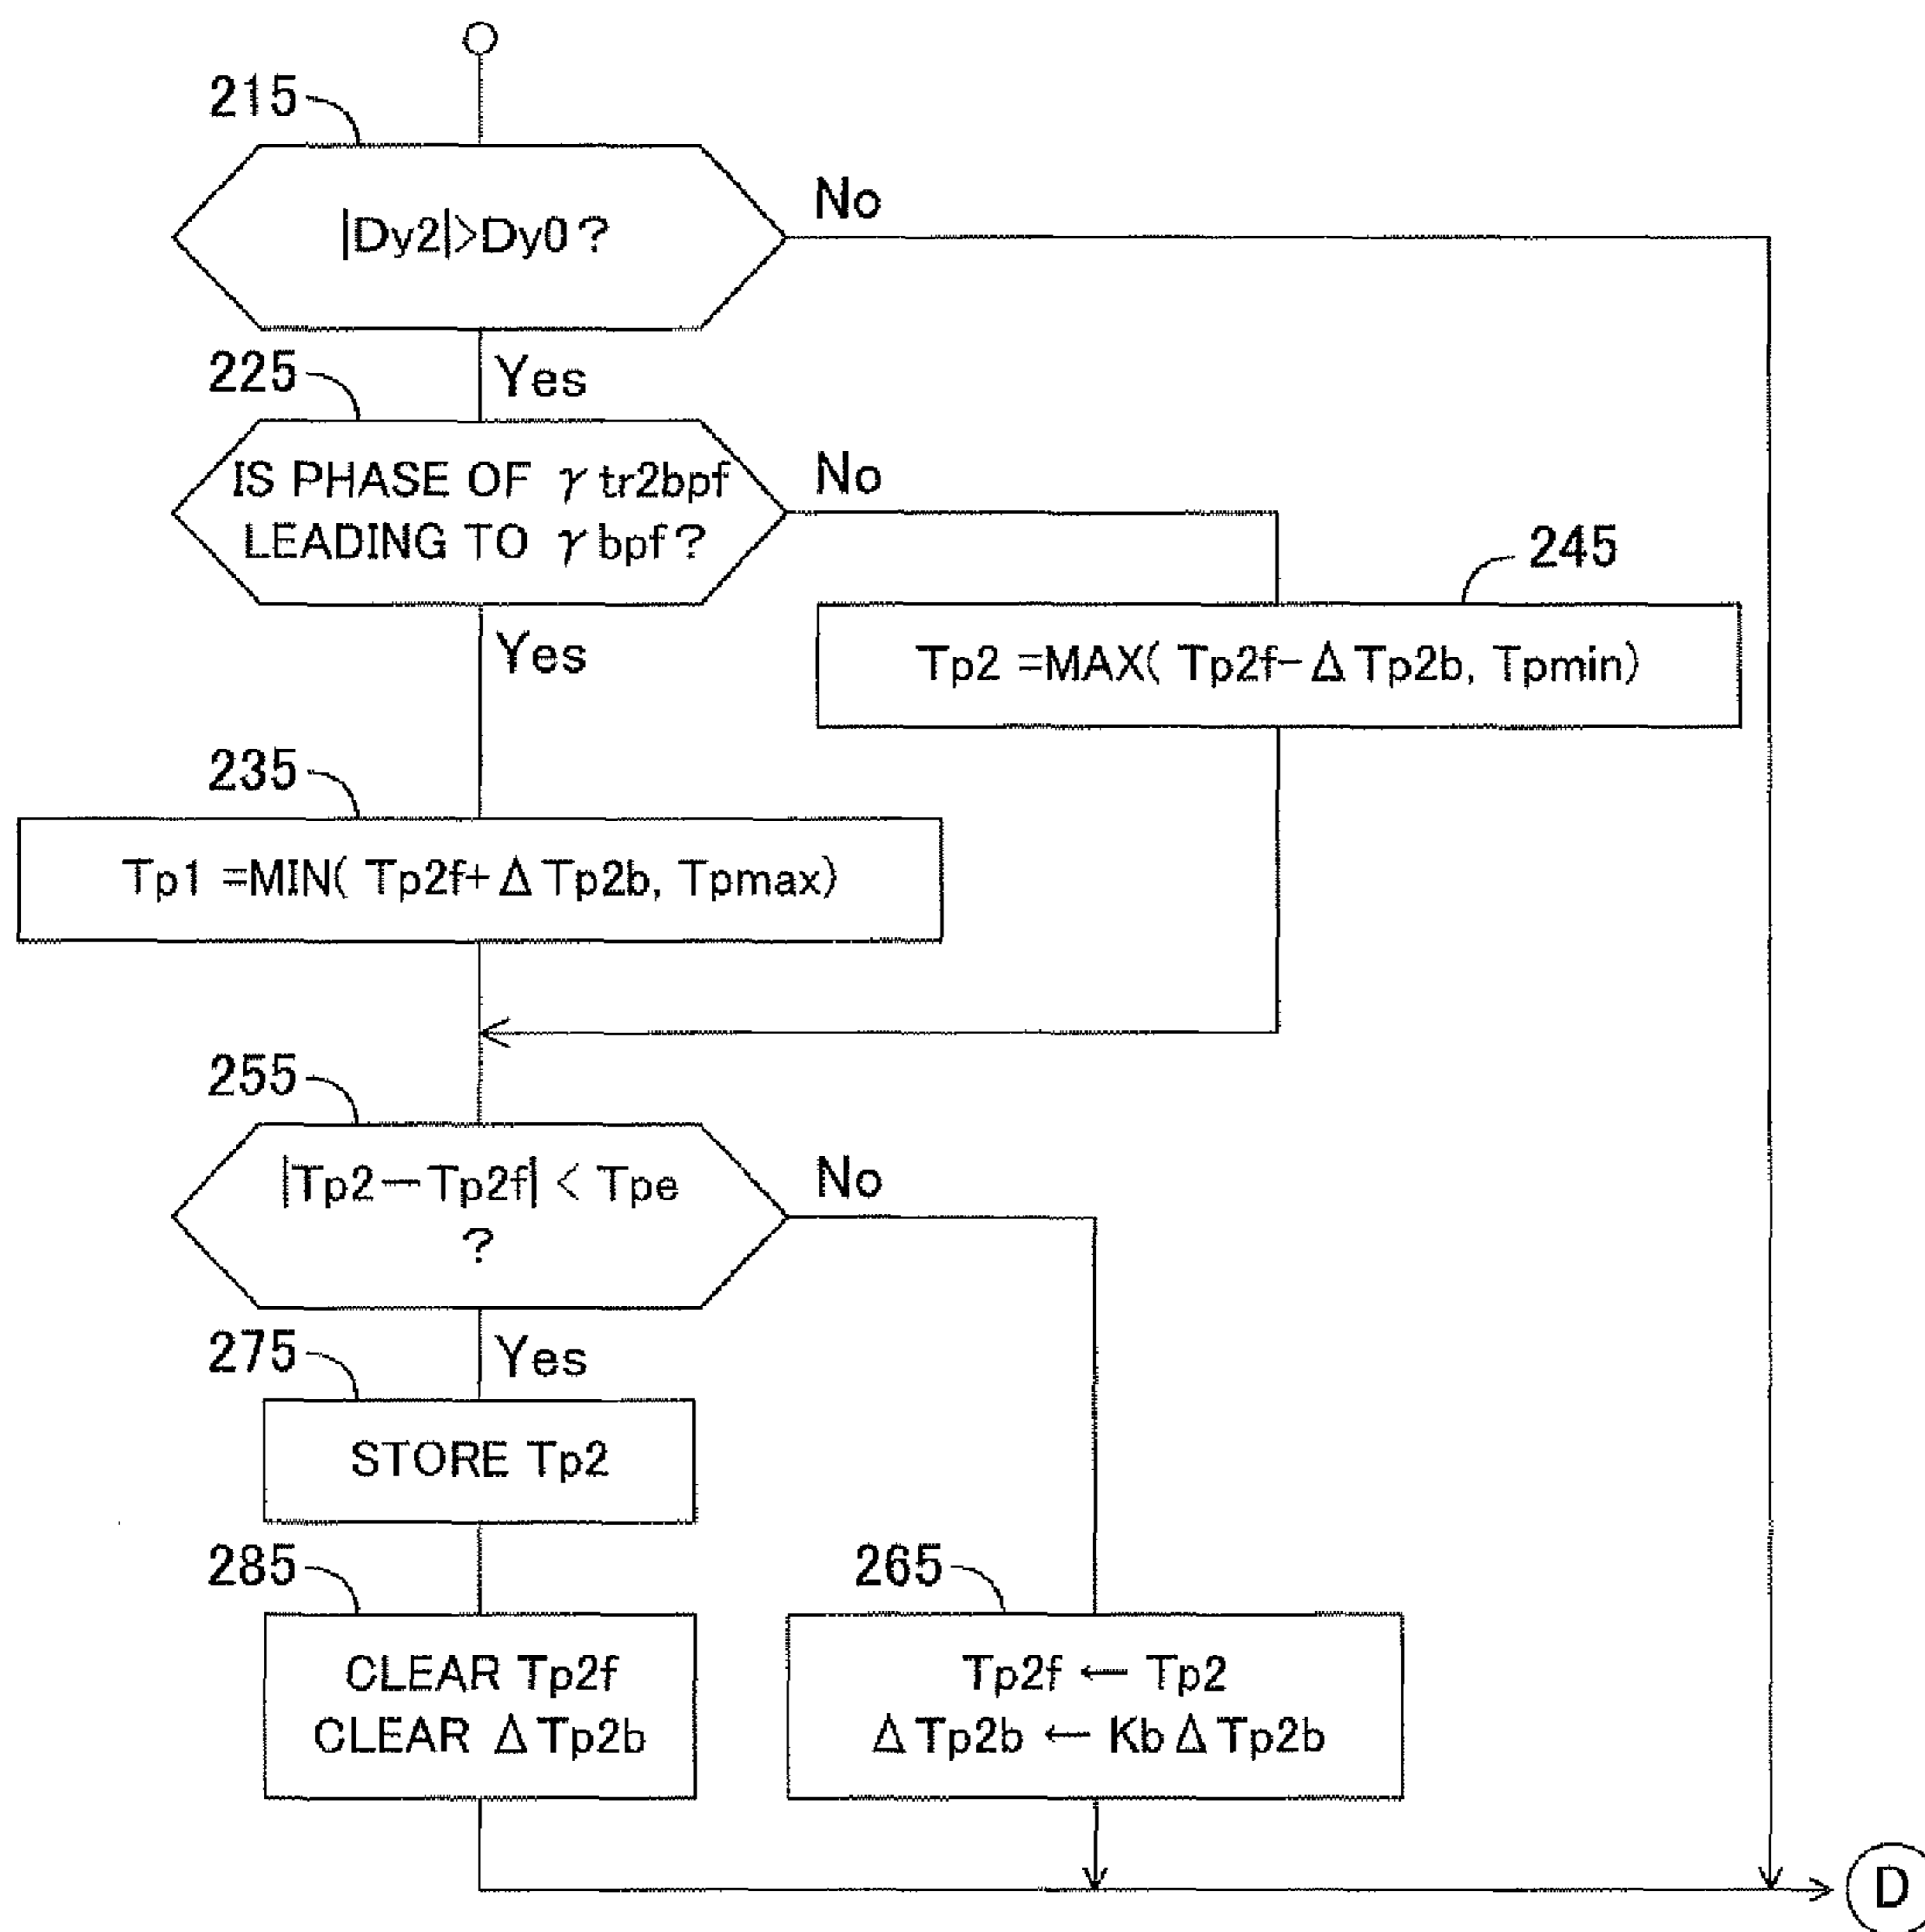 215
|Dy2|>Dy0?
No
Yes
225
IS PHASE OF γtr2bpf
LEADING TO γbpf?
No
Yes
245
Tp2 =MAX( Tp2f-ΔTp2b, Tpmin)
235
Tp1 =MIN( Tp2f+ΔTp2b, Tpmax)
255
|Tp2-Tp2f| < Tpe
?
No
Yes
275
STORE Tp2
285
CLEAR Tp2f
CLEAR ΔTp2b
265
Tp2f ← Tp2
ΔTp2b ← KbΔTp2b
D